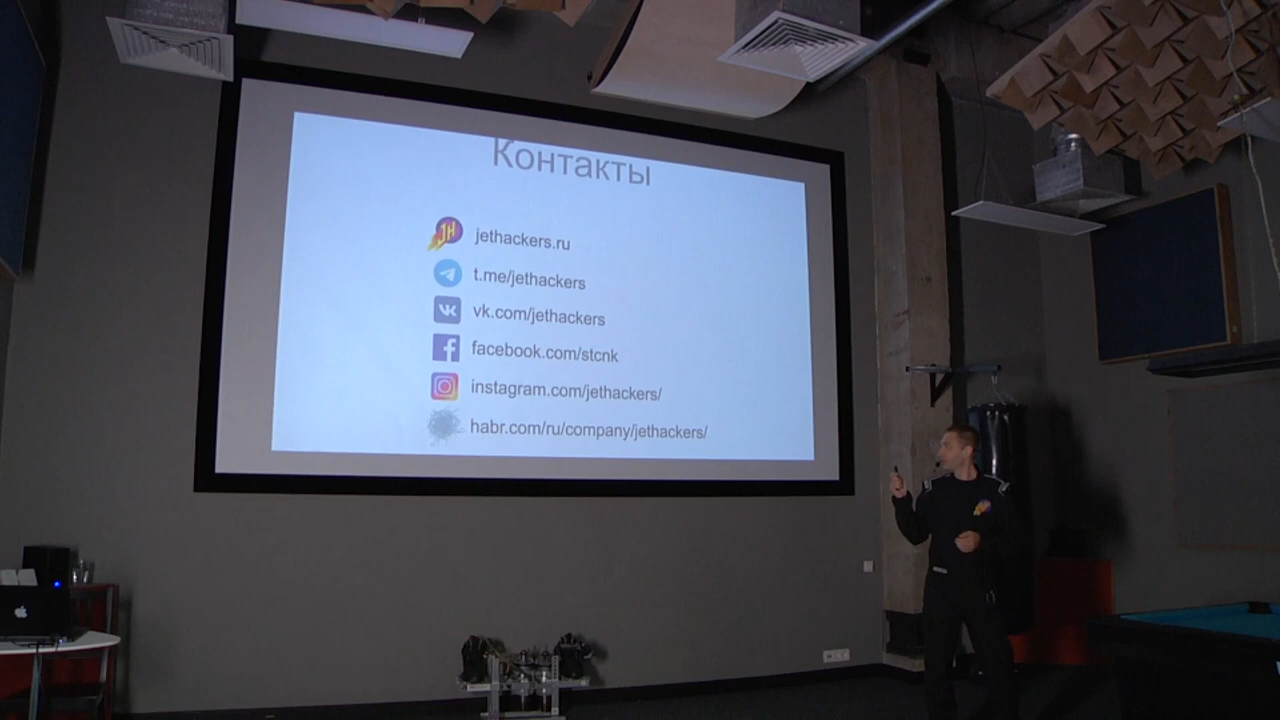 Контакты
JH
jethackers.ru
t.me/jethackers
vk.com/jethackers
facebook.com/stcnk
instagram.com/jethackers/
habr.com/ru/company/jethackers/